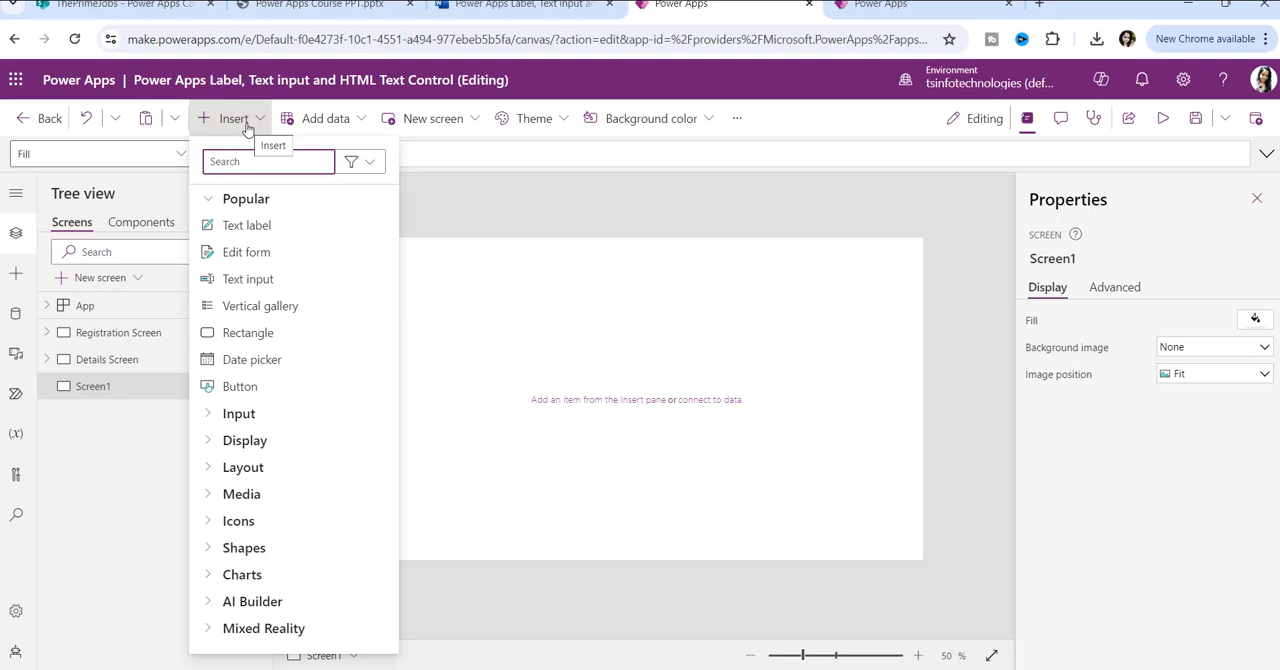 ThePrimeJobs - Power Apps Co
Power Apps Course PPT.pptx
Power Apps Label, Text input an
Power Apps
Power Apps
make.powerapps.com/e/Default-f0e4273f-10c1-4551-a494-977ebeb5b5fa/canvas/?action=edit&app-id=%2Fproviders%2FMicrosoft.PowerApps%2Fapps...
New Chrome available
Power Apps | Power Apps Label, Text input and HTML Text Control (Editing)
Environment
tsinfotechnologies (def...
Back
Insert
Add data
New screen
Theme
Background color
...
Editing
Insert
Fill
Search
Popular
Text label
Edit form
Text input
Vertical gallery
Rectangle
Date picker
Button
Input
Display
Layout
Media
Icons
Shapes
Charts
AI Builder
Mixed Reality
Tree view
Screens
Components
Search
New screen
App
Registration Screen
Details Screen
Screen1
Add an item from the Insert pane or connect to data.
Properties
SCREEN
Screen1
Display
Advanced
Fill
Background image
None
Image position
Fit
Screen1
50 %